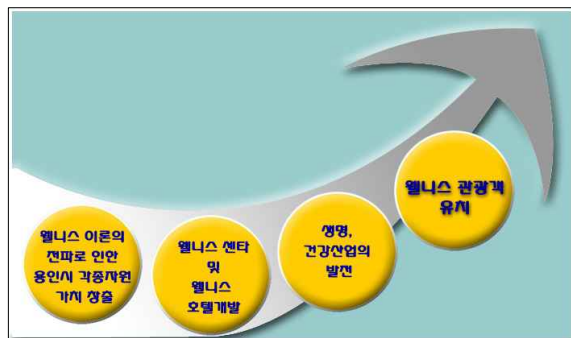 웰니스 이론의
전파로 인한
용인시 각종자원
가치 창출
웰니스 센타
및
웰니스
호텔개발
생명,
건강산업의
발전
웰니스 관광객
유치